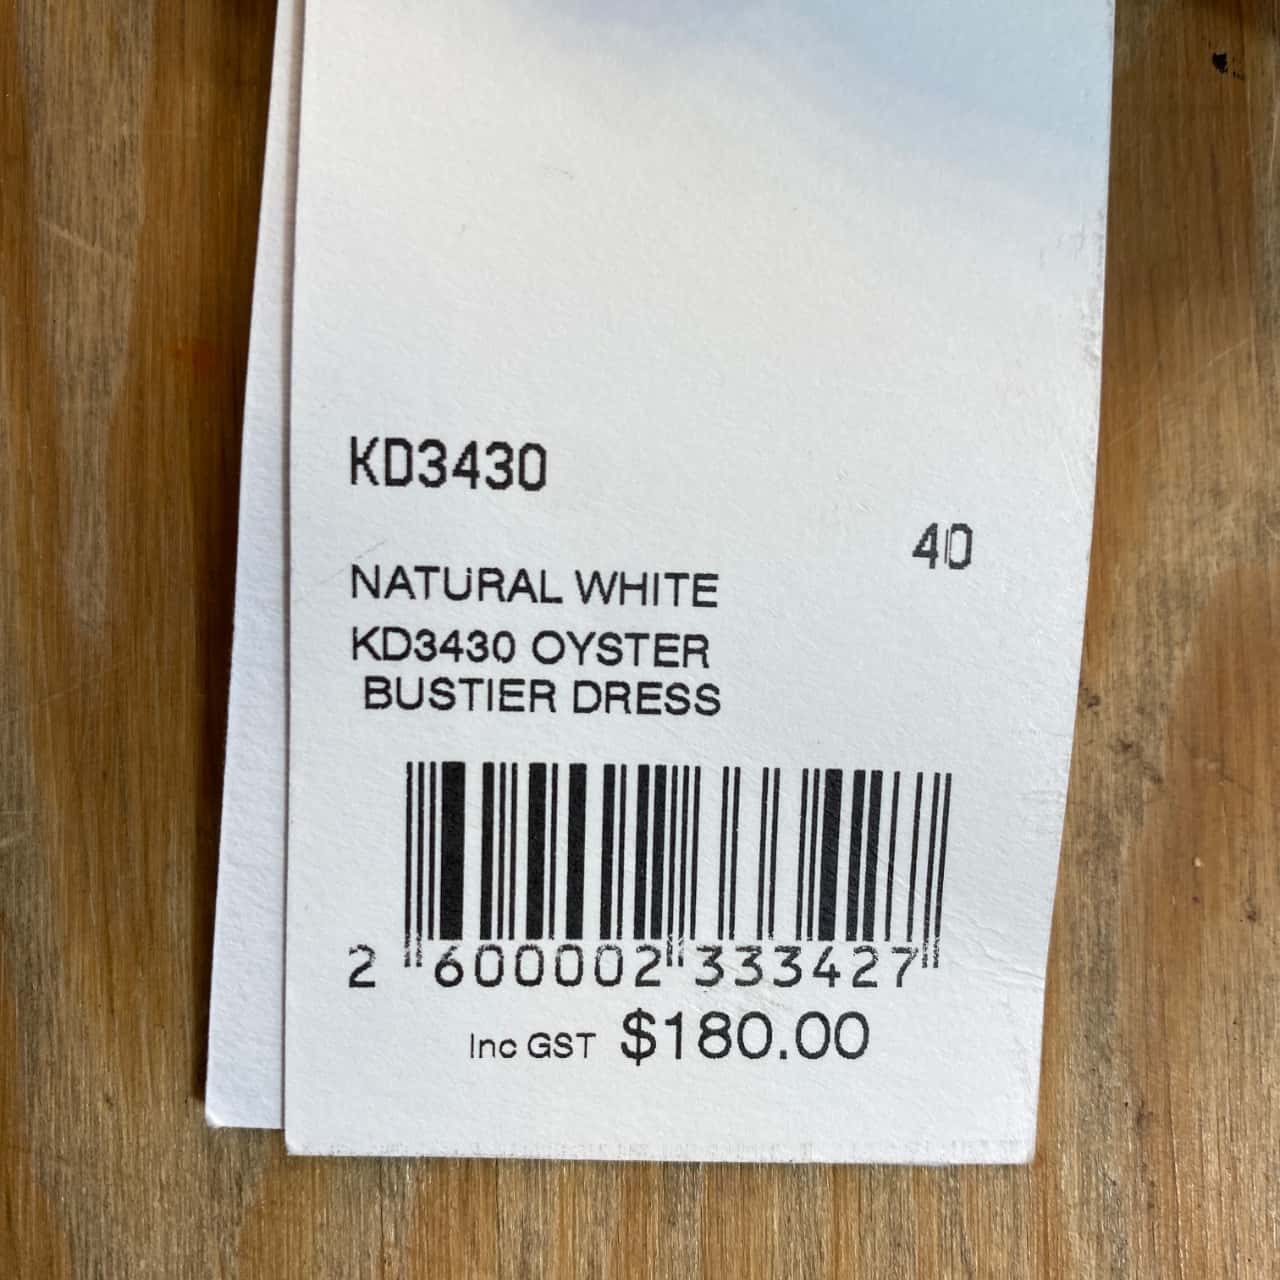 KD3430
40
NATURAL WHITE
KD3430 OYSTER
BUSTIER DRESS
2 600002 333427
Inc GST $180.00